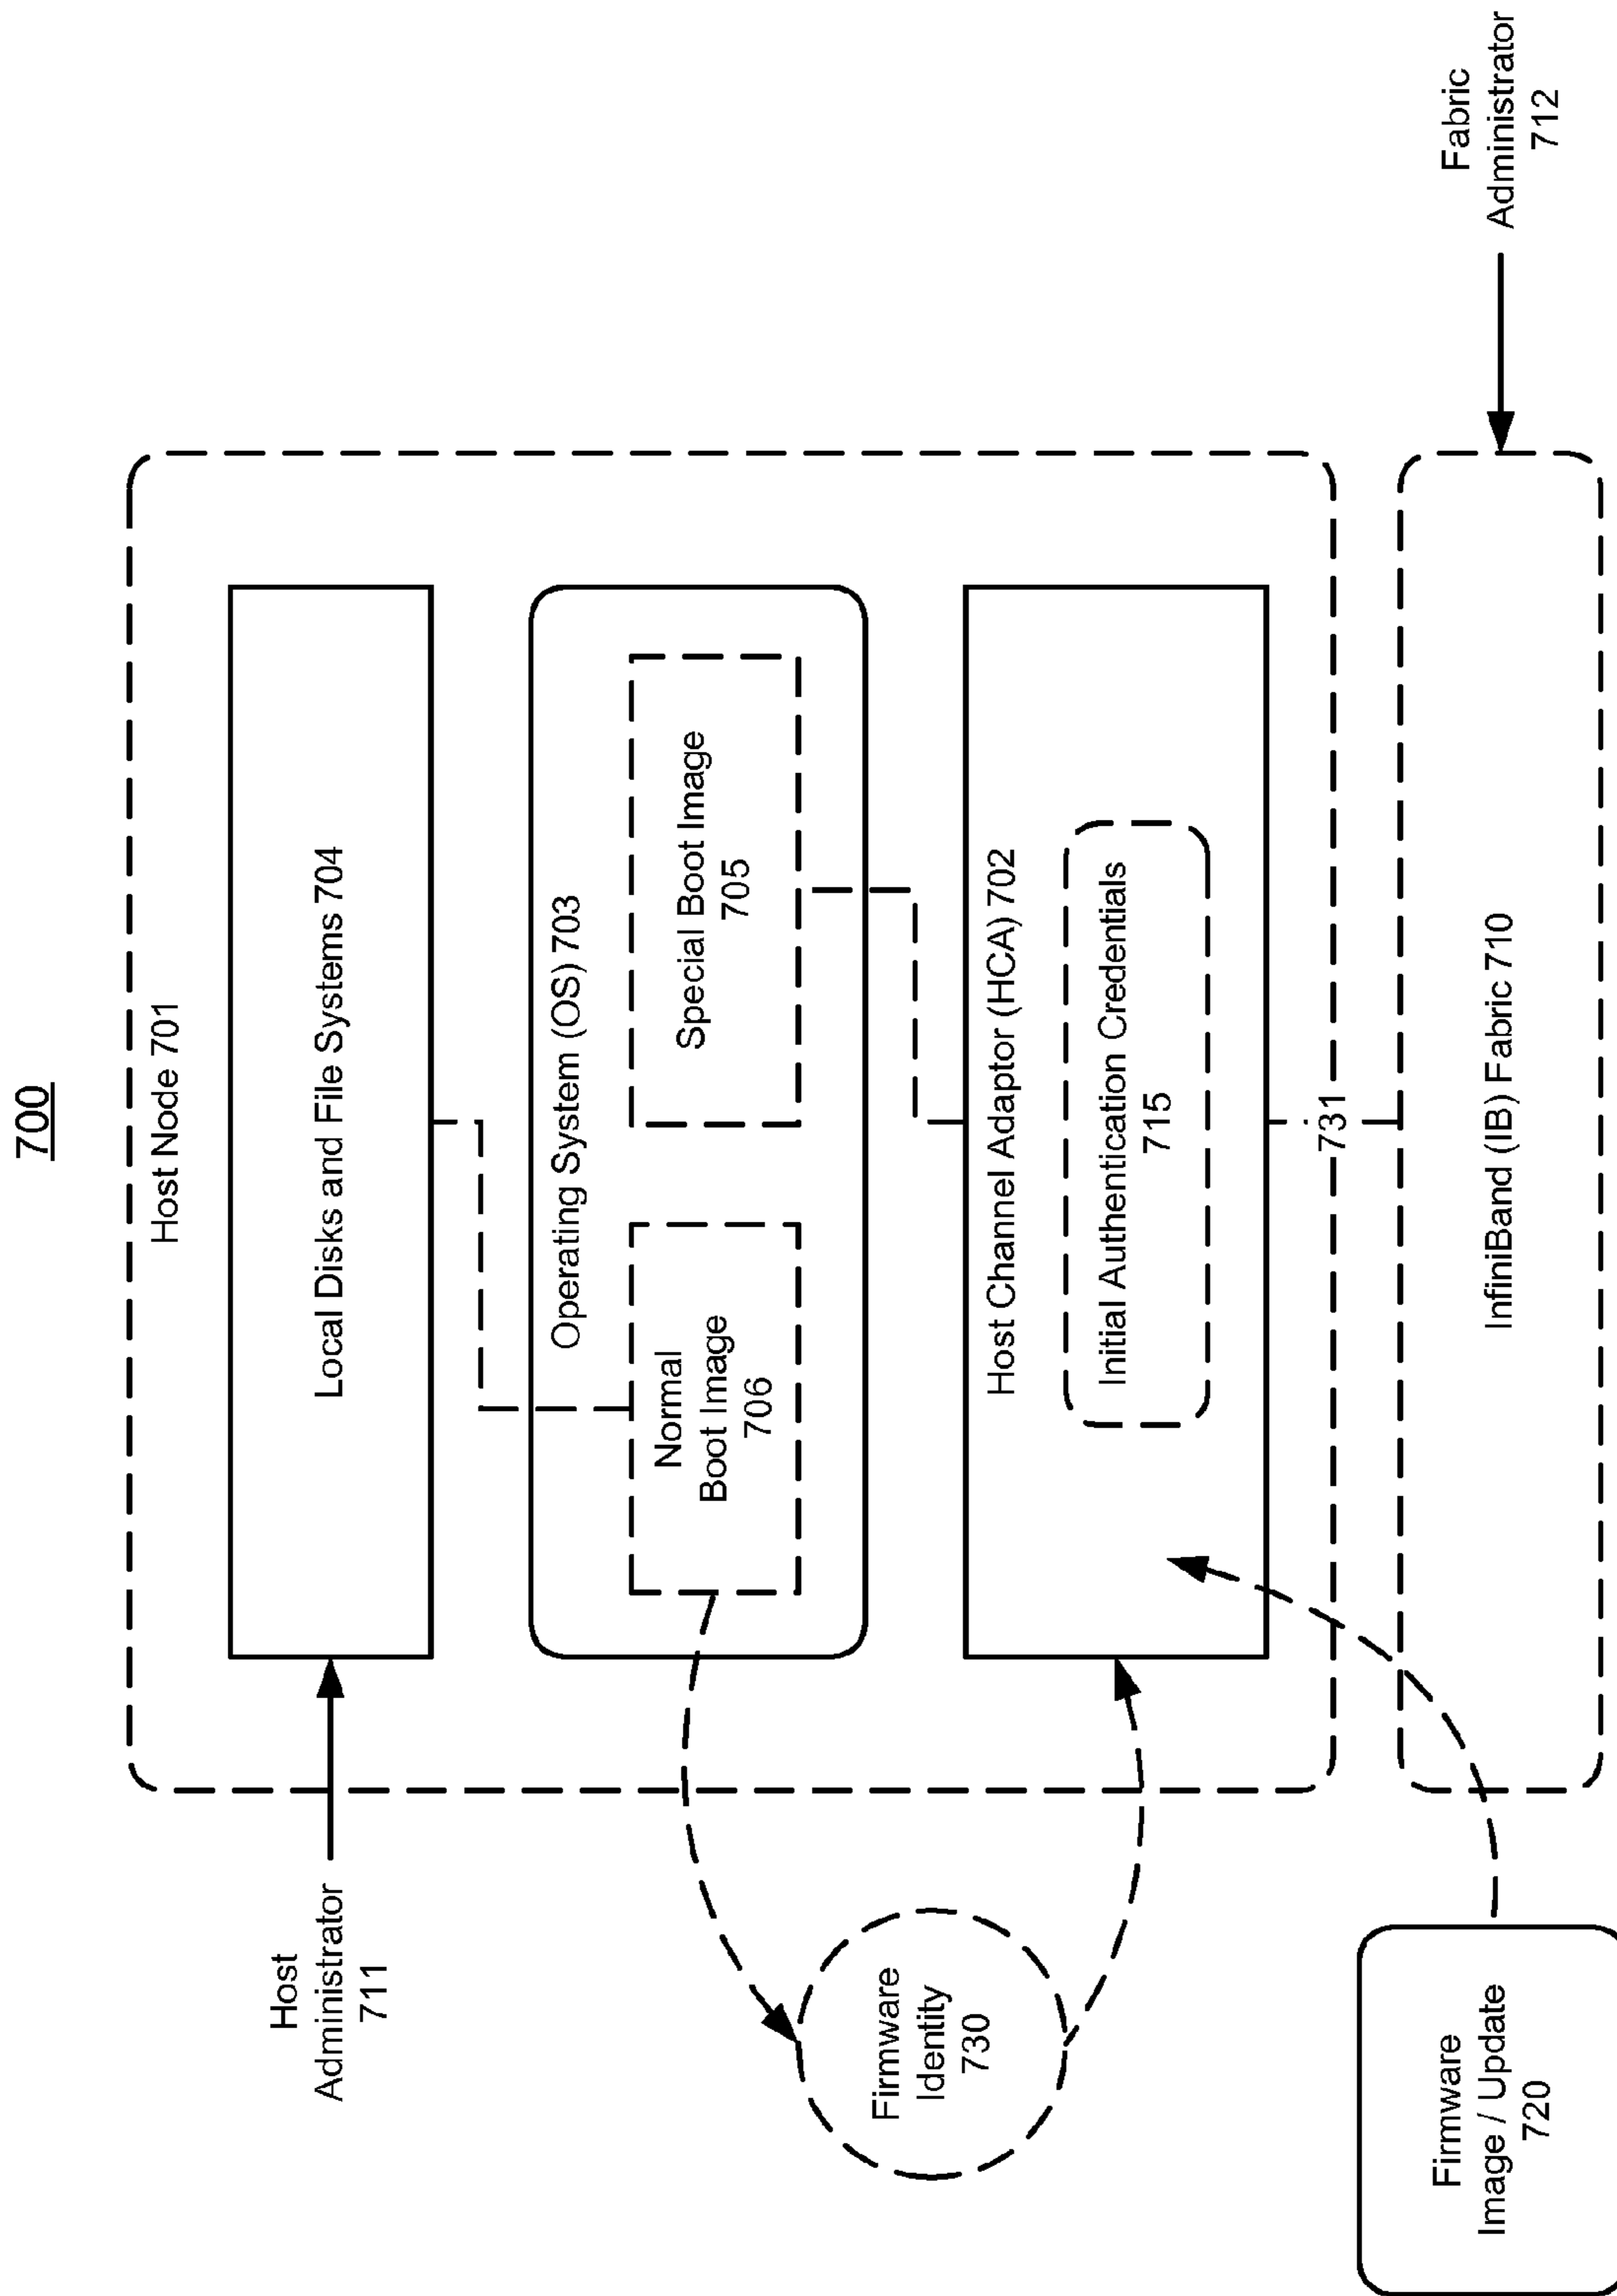 700
Host Node 701
Host
Administrator
711
Local Disks and File Systems 704
Operating System (OS) 703
Normal
Boot Image
706
Special Boot Image
705
Firmware
Identity
730
Host Channel Adaptor (HCA) 702
Initial Authentication Credentials
715
731
Firmware
Image / Update
720
InfiniBand (IB) Fabric 710
Fabric
Administrator
712